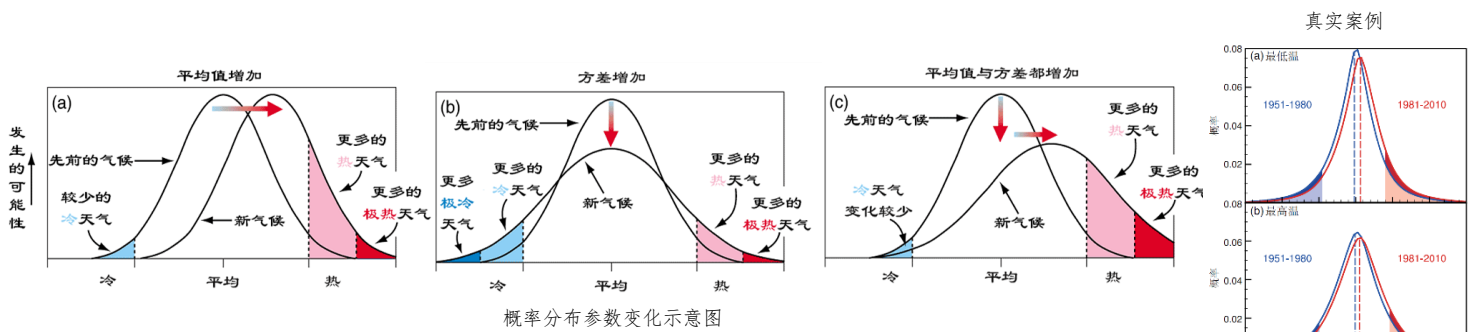 真实案例
平均值增加
(a)
发生的可能性
先前的气候
较少的
冷天气
新气候
更多的
热天气
更多的
极热天气
冷
平均
热
方差增加
(b)
先前的气候
更多
极冷
天气
更多的
冷天气
新气候
更多的
热天气
更多的
极热天气
冷
平均
热
平均值与方差都增加
(c)
先前的气候
冷天气
变化较少
新气候
更多的
热天气
更多的
极热天气
冷
平均
热
概率分布参数变化示意图
0.08
(a)最低温
0.06
1951-1980
1981-2010
概率
0.04
0.02
0.08
(b)最高温
0.06
1951-1980
1981-2010
概率
0.04
0.02